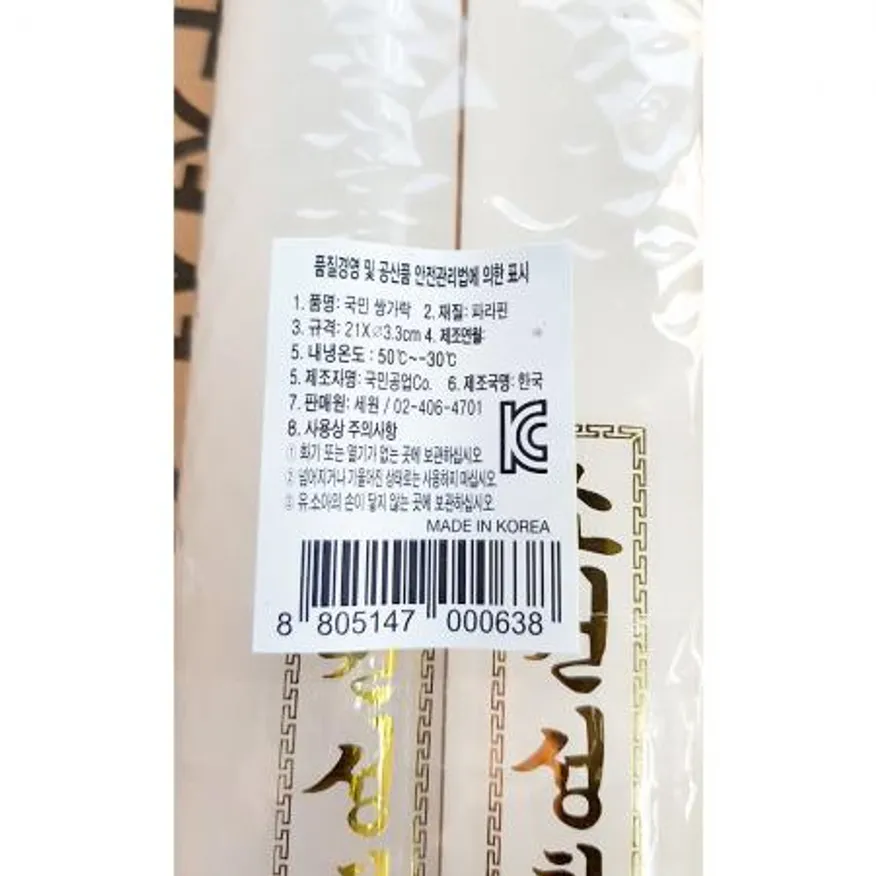 품질경영 및 공산품 안전관리법에 의한 표시
1. 품명: 국민 쌍가락 2. 재질: 파리핀
3. 규격: 21X∅3.3cm 4. 제조연월:
5. 내냉온도 : 50℃~-30℃
5. 제조자명: 국민공업Co. 6. 제조국명: 한국
7. 판매원: 세원 / 02-406-4701
8. 사용상 주의사항
① 화기 또는 열기가 없는 곳에 보관하십시오
② 넘어지거나 기울어진 상태로는 사용하지 마십시오
③ 유.소아의 손이 닿지 않는 곳에 보관하십시오
MADE IN KOREA
8 805147 000638
성